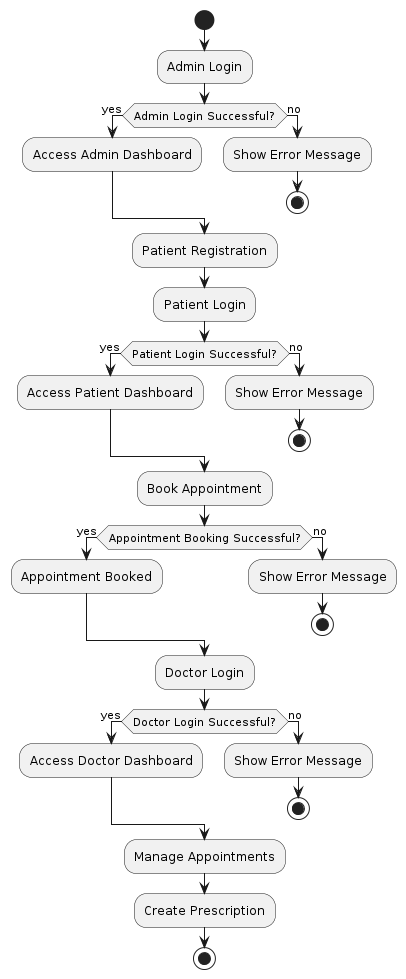 Admin Login
yes
Admin Login Successful?
no
Access Admin Dashboard
Show Error Message
Patient Registration
Patient Login
yes
Patient Login Successful?
no
Access Patient Dashboard
Show Error Message
Book Appointment
yes
Appointment Booking Successful?
no
Appointment Booked
Show Error Message
Doctor Login
yes
Doctor Login Successful?
no
Access Doctor Dashboard
Show Error Message
Manage Appointments
Create Prescription